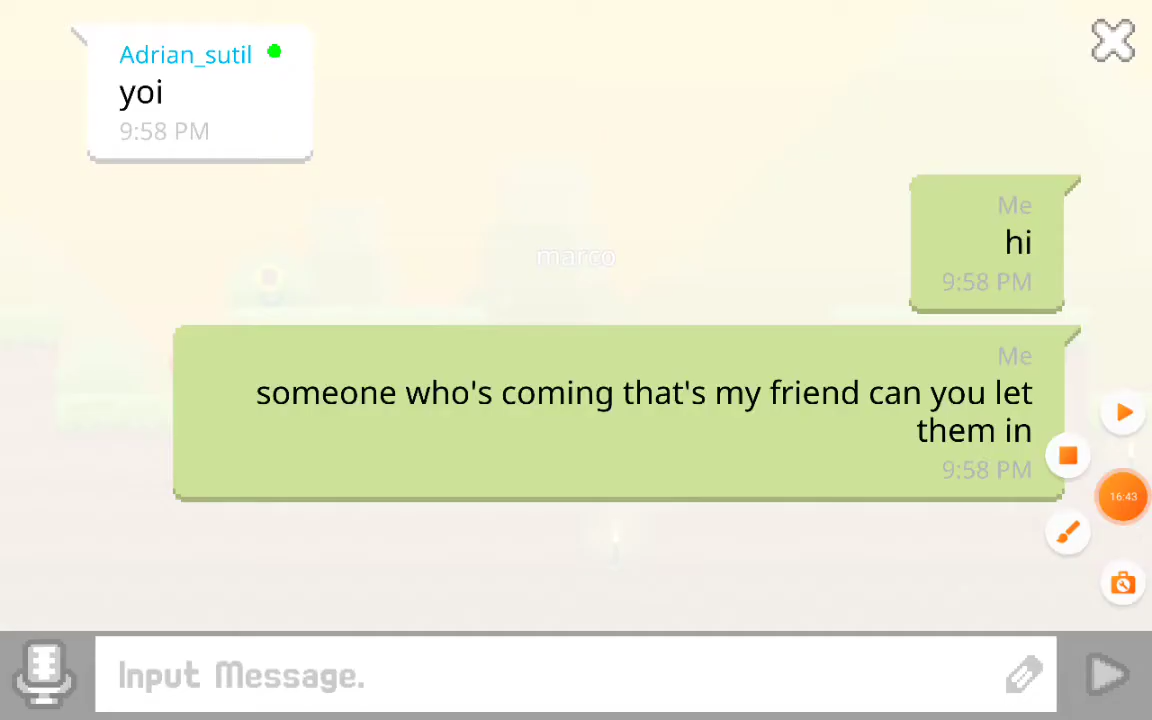 Adrian_sutil
yoi
9:58 PM
Me
hi
9:58 PM
marco
Me
someone who's coming that's my friend can you let
them in
9:58 PM
16:43
Input Message.